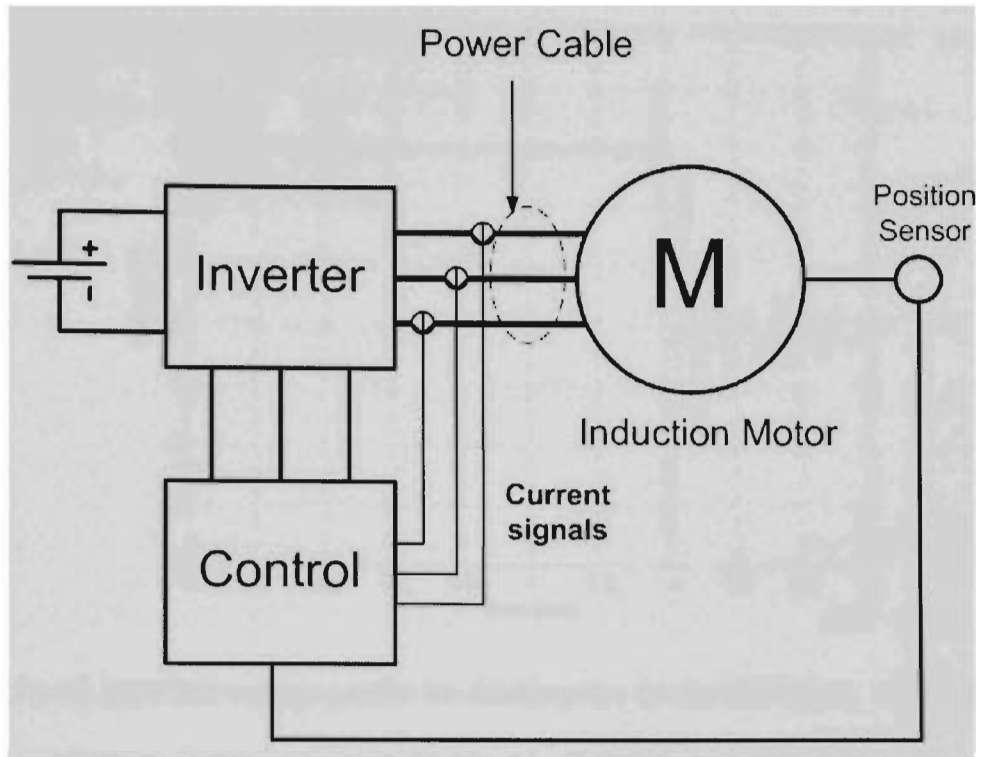 Power Cable
Position
Sensor
+
-
Inverter
M
Induction Motor
Current
signals
Control